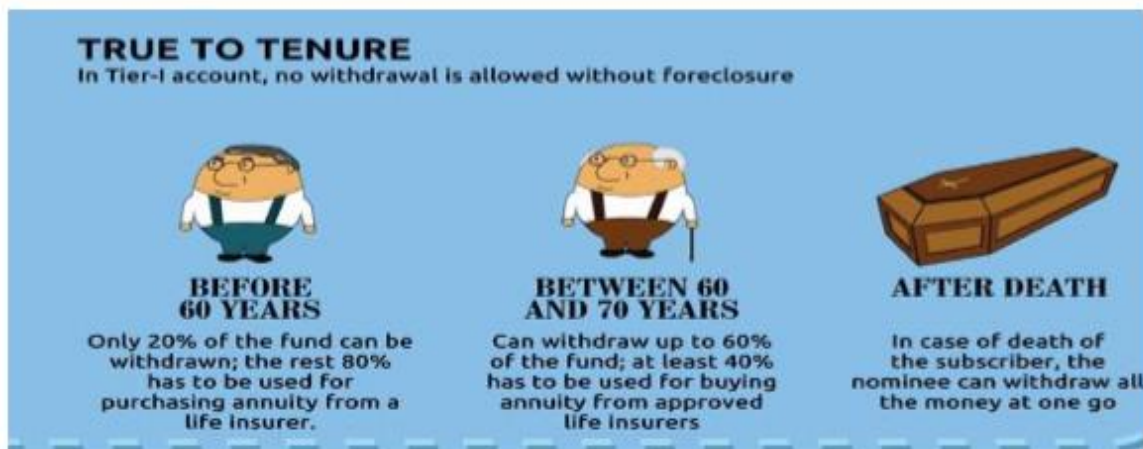 TRUE TO TENURE
In Tier-I account, no withdrawal is allowed without foreclosure
BEFORE
60 YEARS
Only 20% of the fund can be
withdrawn; the rest 80%
has to be used for
purchasing annuity from a
life insurer.
BETWEEN 60
AND 70 YEARS
Can withdraw up to 60%
of the fund; at least 40%
has to be used for buying
annuity from approved
life insurers
AFTER DEATH
In case of death of
the subscriber, the
nominee can withdraw all
the money at one go